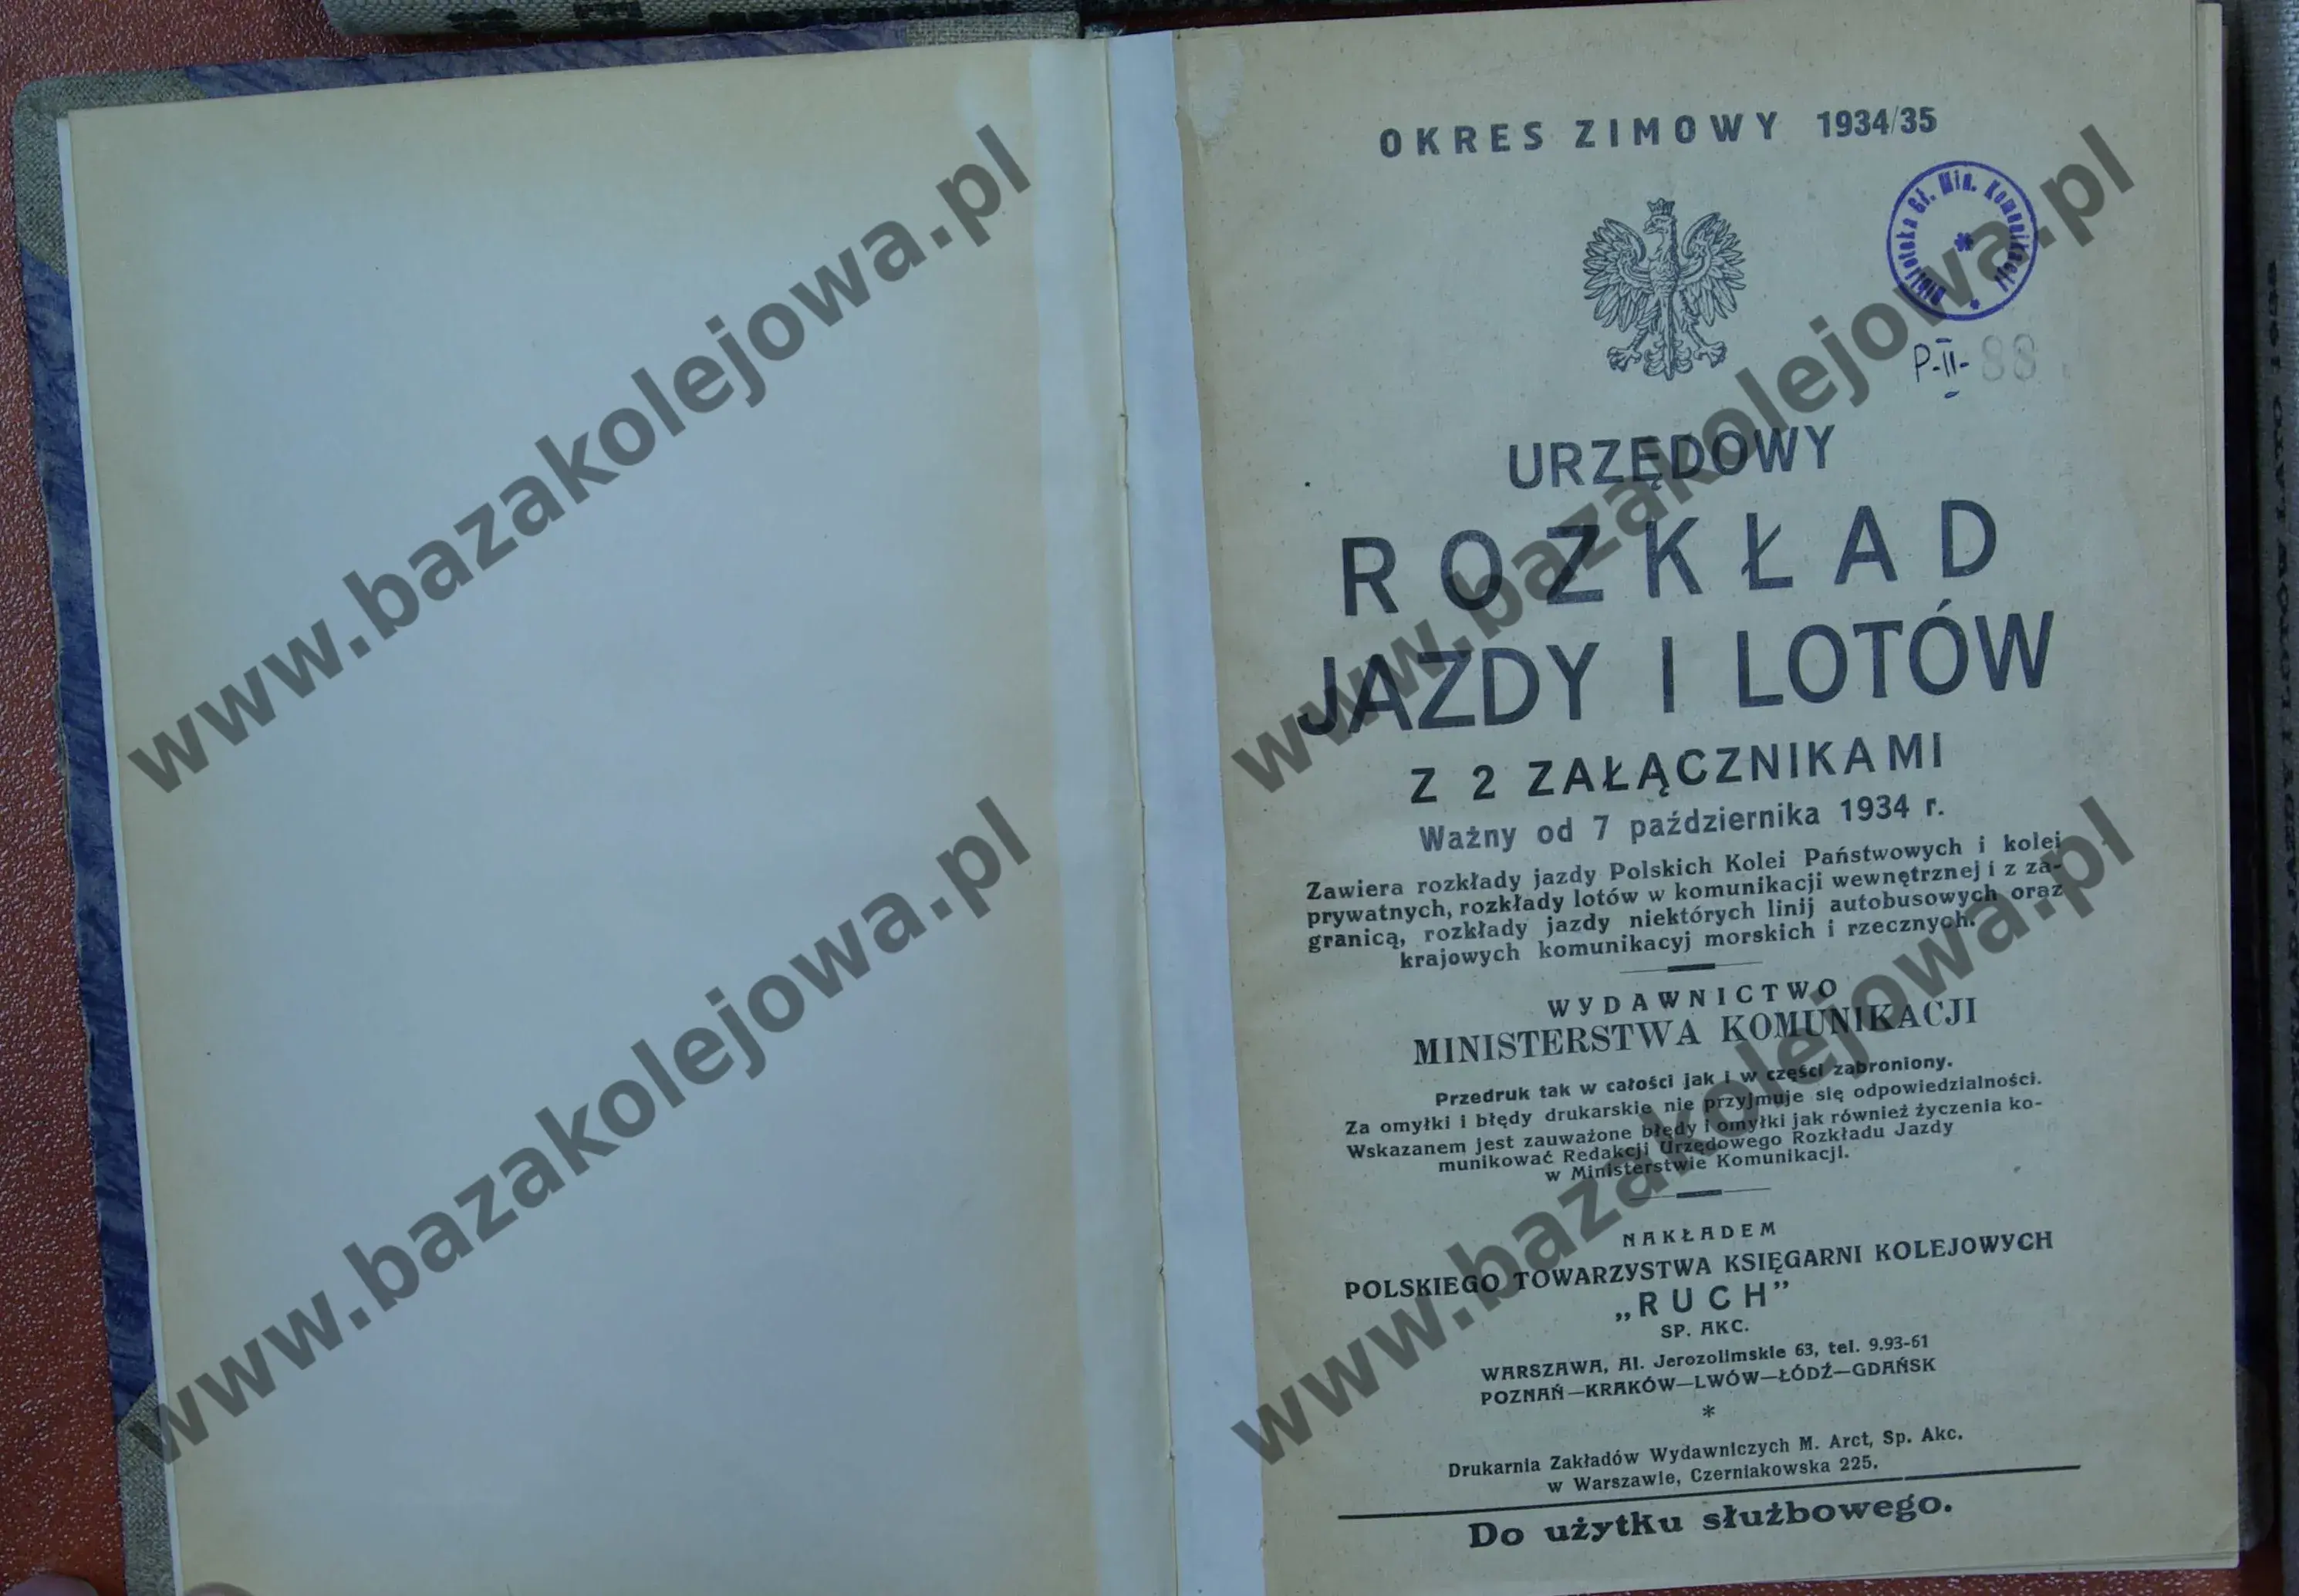 OKRES ZIMOWY 1934/35
Biblioteka Gł. Min. Komunikacji
P-II-88
URZĘDOWY
ROZKŁAD
JAZDY I LOTÓW
Z 2 ZAŁĄCZNIKAMI
Ważny od 7 października 1934 r.
Zawiera rozkłady jazdy Polskich Kolei Państwowych i kolei
prywatnych, rozkłady lotów w komunikacji wewnętrznej i z za-
granicą, rozkłady jazdy niektórych linij autobusowych oraz
krajowych komunikacyj morskich i rzecznych.
WYDAWNICTWO
MINISTERSTWA KOMUNIKACJI
Przedruk tak w całości jak i w części zabroniony.
Za omyłki i błędy drukarskie nie przyjmuje się odpowiedzialności.
Wskazanem jest zauważone błędy i omyłki jak również życzenia ko-
munikować Redakcji Urzędowego Rozkładu Jazdy
w Ministerstwie Komunikacji.
NAKŁADEM
POLSKIEGO TOWARZYSTWA KSIĘGARNI KOLEJOWYCH
„RUCH”
SP. AKC.
WARSZAWA, Al. Jerozolimskie 63, tel. 9.93-61
POZNAŃ—KRAKÓW—LWÓW—ŁÓDŹ—GDAŃSK
*
Drukarnia Zakładów Wydawniczych M. Arct, Sp. Akc.
w Warszawie, Czerniakowska 225.
Do użytku służbowego.
www.bazakolejowa.pl
www.bazakolejowa.pl
www.bazakolejowa.pl
www.bazakolejowa.pl